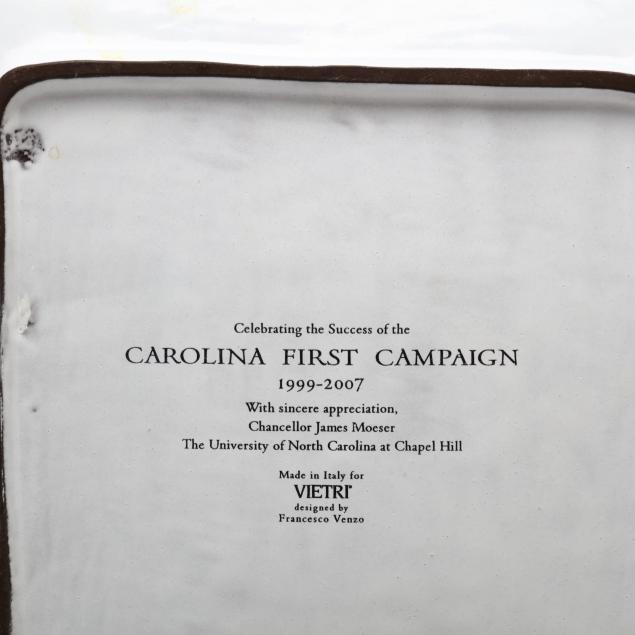 Celebrating the Success of the
CAROLINA FIRST CAMPAIGN
1999-2007
With sincere appreciation,
Chancellor James Moeser
The University of North Carolina at Chapel Hill
Made in Italy for
VIETRI®
designed by
Francesco Venzo